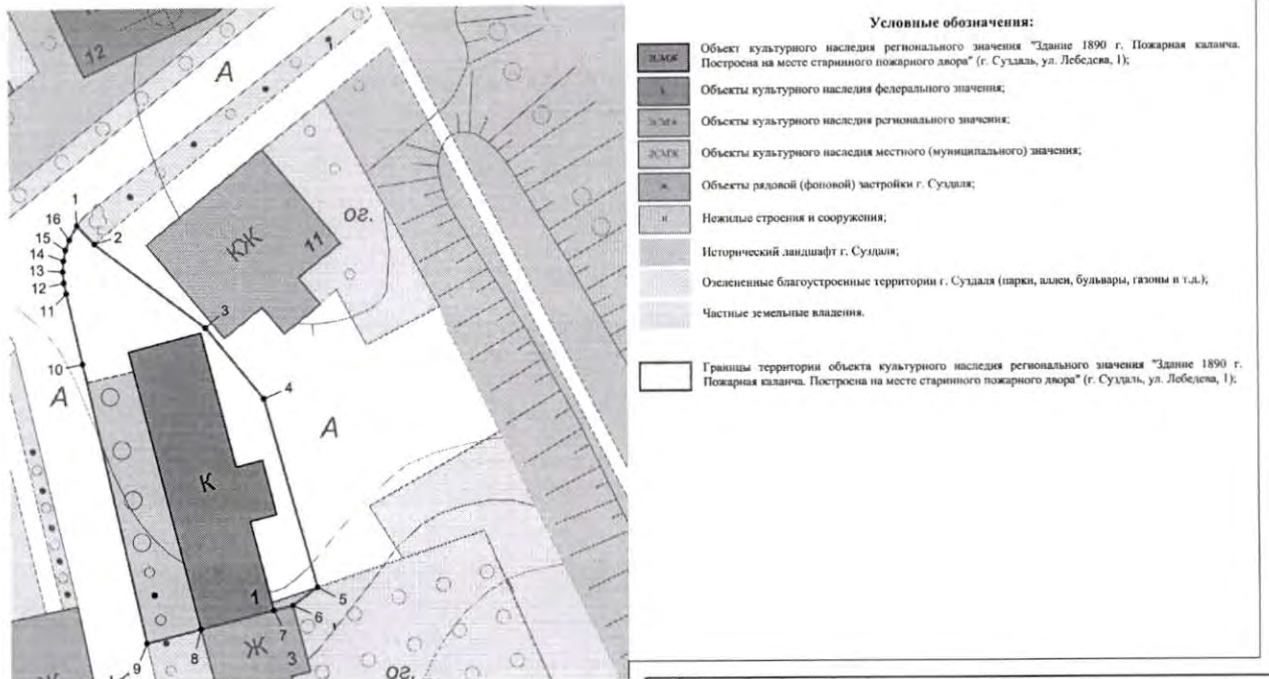 12
А
1
16
2
15
14
13
12
11
КЖ
11
ог.
3
10
4
А
А
К
5
1
6
7
Ж
8
3
9
ог.
Условные обозначения:
Объект культурного наследия регионального значения "Здание 1890 г. Пожарная каланча.
Построена на месте старинного пожарного двора" (г. Суздаль, ул. Лебедева, 1);
Объекты культурного наследия федерального значения;
Объекты культурного наследия регионального значения;
Объекты культурного наследия местного (муниципального) значения;
Ж
Объекты рядовой (фоновой) застройки г. Суздаля;
Н
Нежилые строения и сооружения;
Исторический ландшафт г. Суздаля;
Озелененные благоустроенные территории г. Суздаля (парки, аллеи, бульвары, газоны и т.д.);
Частные земельные владения.
Границы территории объекта культурного наследия регионального значения "Здание 1890 г.
Пожарная каланча. Построена на месте старинного пожарного двора" (г. Суздаль, ул. Лебедева, 1);